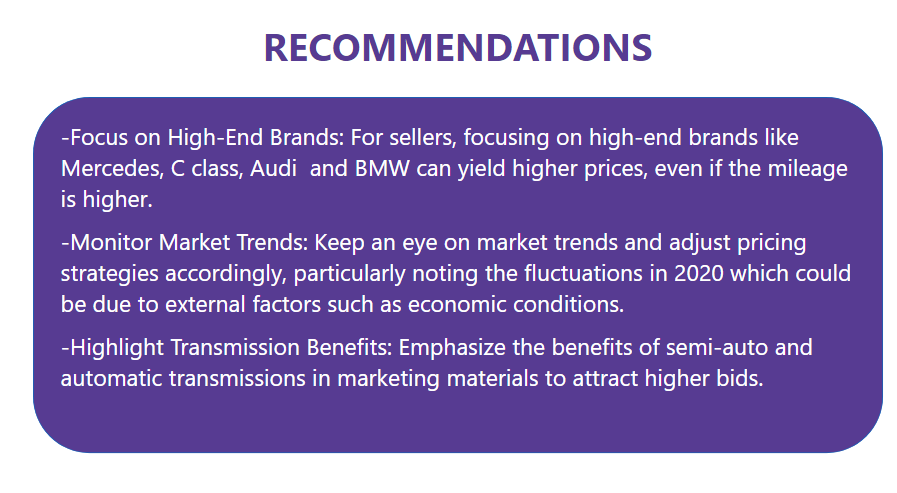 RECOMMENDATIONS
-Focus on High-End Brands: For sellers, focusing on high-end brands like
Mercedes, C class, Audi  and BMW can yield higher prices, even if the mileage
is higher.
-Monitor Market Trends: Keep an eye on market trends and adjust pricing
strategies accordingly, particularly noting the fluctuations in 2020 which could
be due to external factors such as economic conditions.
-Highlight Transmission Benefits: Emphasize the benefits of semi-auto and
automatic transmissions in marketing materials to attract higher bids.